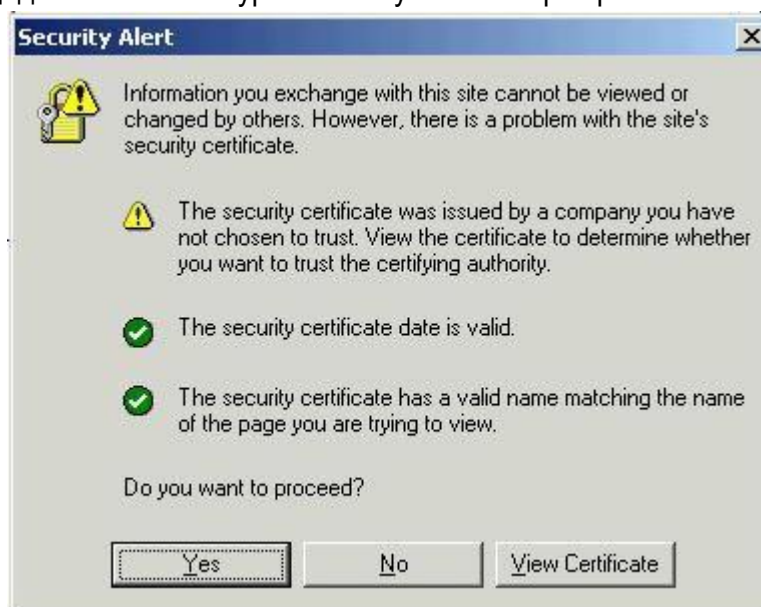 Security Alert
Information you exchange with this site cannot be viewed or
changed by others. However, there is a problem with the site's
security certificate.
The security certificate was issued by a company you have
not chosen to trust. View the certificate to determine whether
you want to trust the certifying authority.
The security certificate date is valid.
The security certificate has a valid name matching the name
of the page you are trying to view.
Do you want to proceed?
Yes No View Certificate